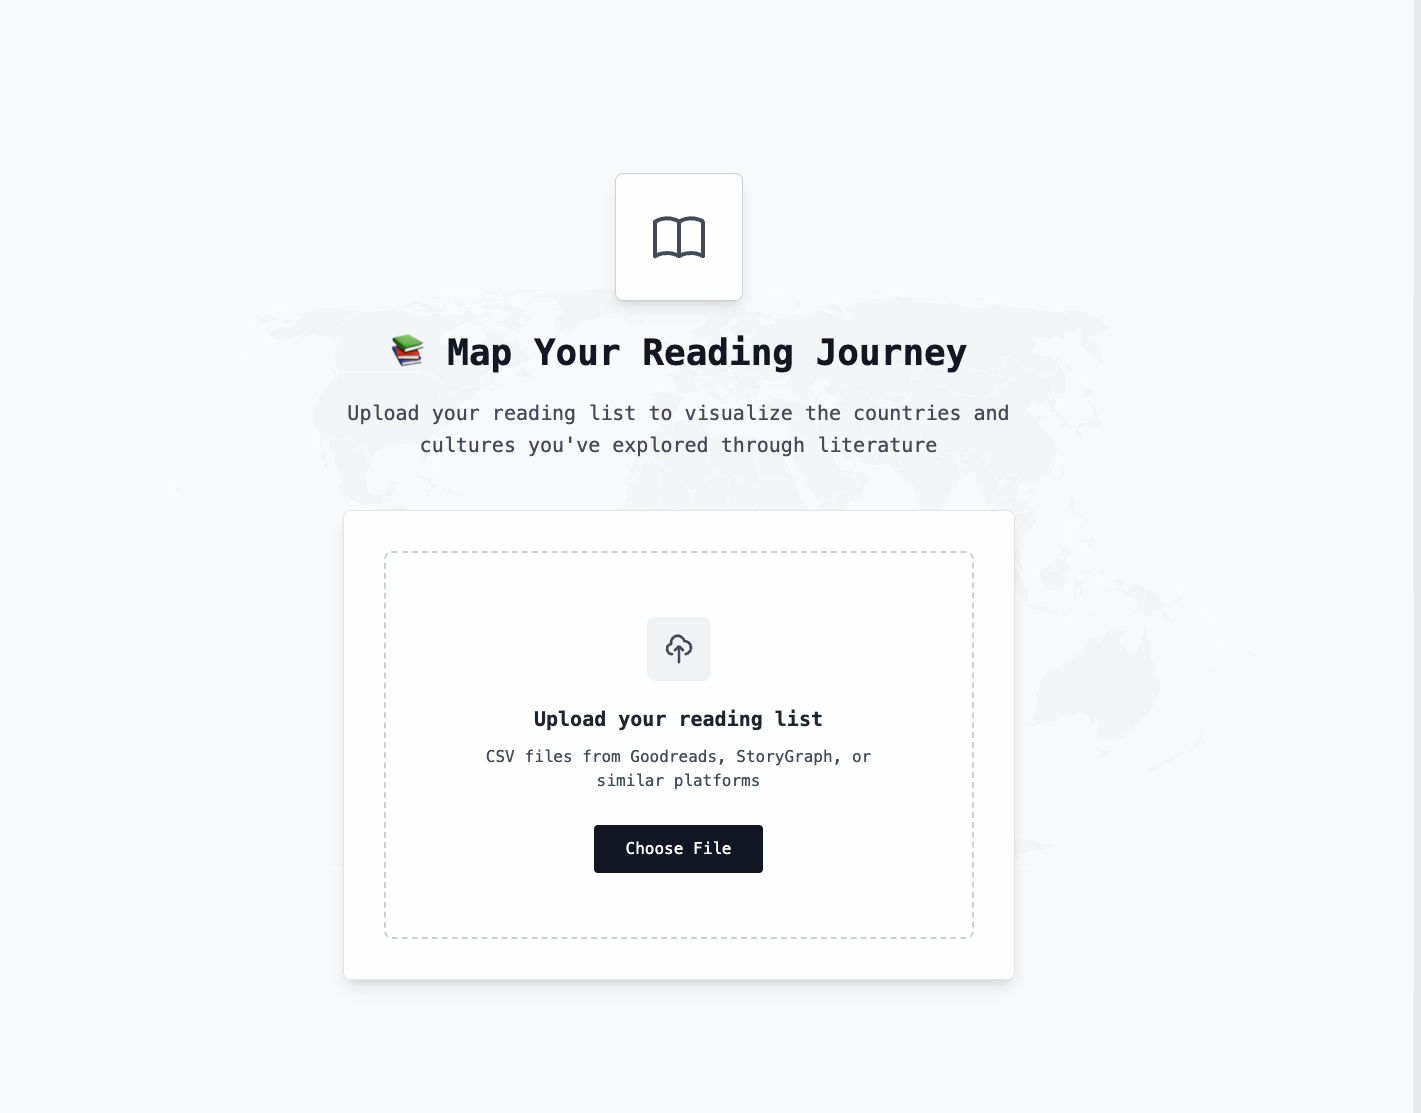 📚 Map Your Reading Journey
Upload your reading list to visualize the countries and
cultures you've explored through literature
Upload your reading list
CSV files from Goodreads, StoryGraph, or
similar platforms
Choose File